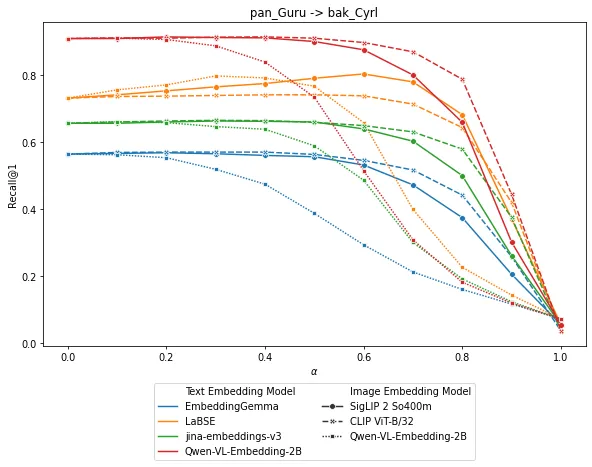 pan_Guru -> bak_Cyrl
Recall@1
0.8
0.6
0.4
0.2
0.0
0.0 0.2 0.4 0.6 0.8 1.0
α
Text Embedding Model Image Embedding Model
EmbeddingGemma SigLIP 2 So400m
LaBSE CLIP ViT-B/32
jina-embeddings-v3 Qwen-VL-Embedding-2B
Qwen-VL-Embedding-2B